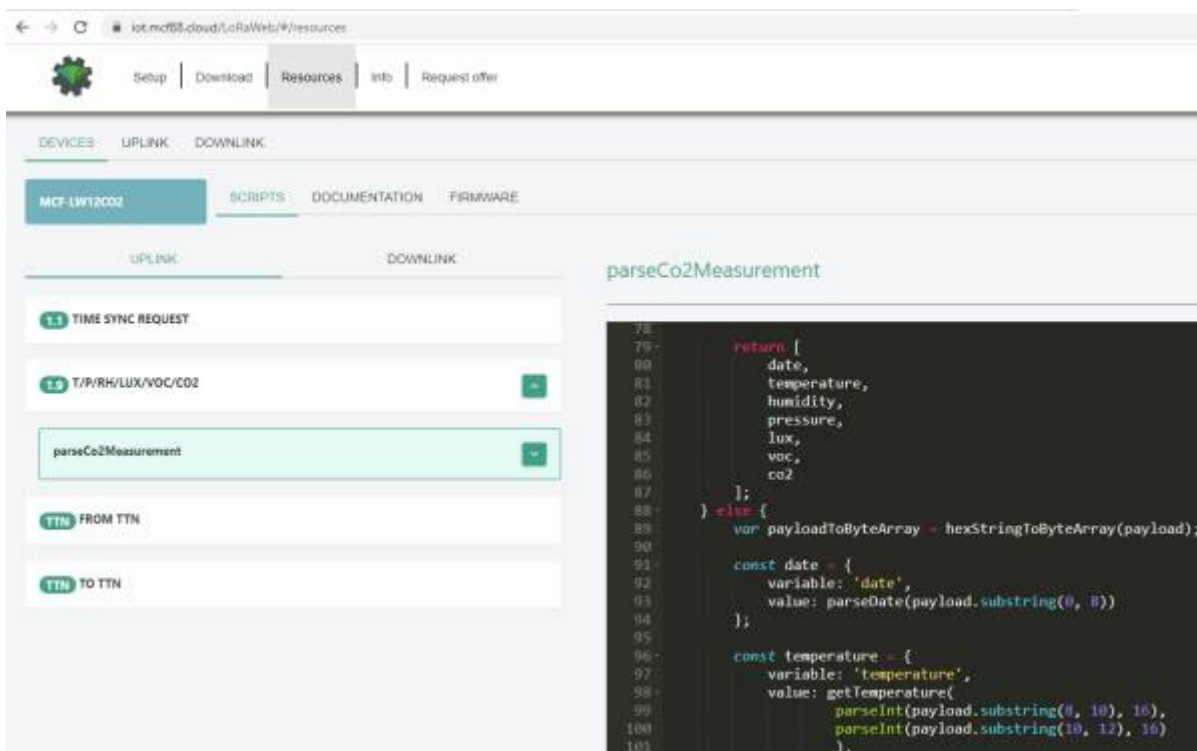 iot.mcf88.cloud/LoRaWeb/#/resources
Setup Download Resources Info Request offer
DEVICES UPLINK DOWNLINK
MCF-LW12CO2 SCRIPTS DOCUMENTATION FIRMWARE
UPLINK DOWNLINK
1.1 TIME SYNC REQUEST
1.9 T/P/RH/LUX/VOC/CO2
parseCo2Measurement
TTN FROM TTN
TTN TO TTN
parseCo2Measurement
78
79 return [
80 date,
81 temperature,
82 humidity,
83 pressure,
84 lux,
85 voc,
86 co2
87 ];
88 } else {
89 var payloadToByteArray = hexStringToByteArray(payload);
90
91 const date = {
92 variable: 'date',
93 value: parseDate(payload.substring(0, 8))
94 };
95
96 const temperature = {
97 variable: 'temperature',
98 value: getTemperature(
99 parseInt(payload.substring(8, 10), 16),
100 parseInt(payload.substring(10, 12), 16)
101 ),